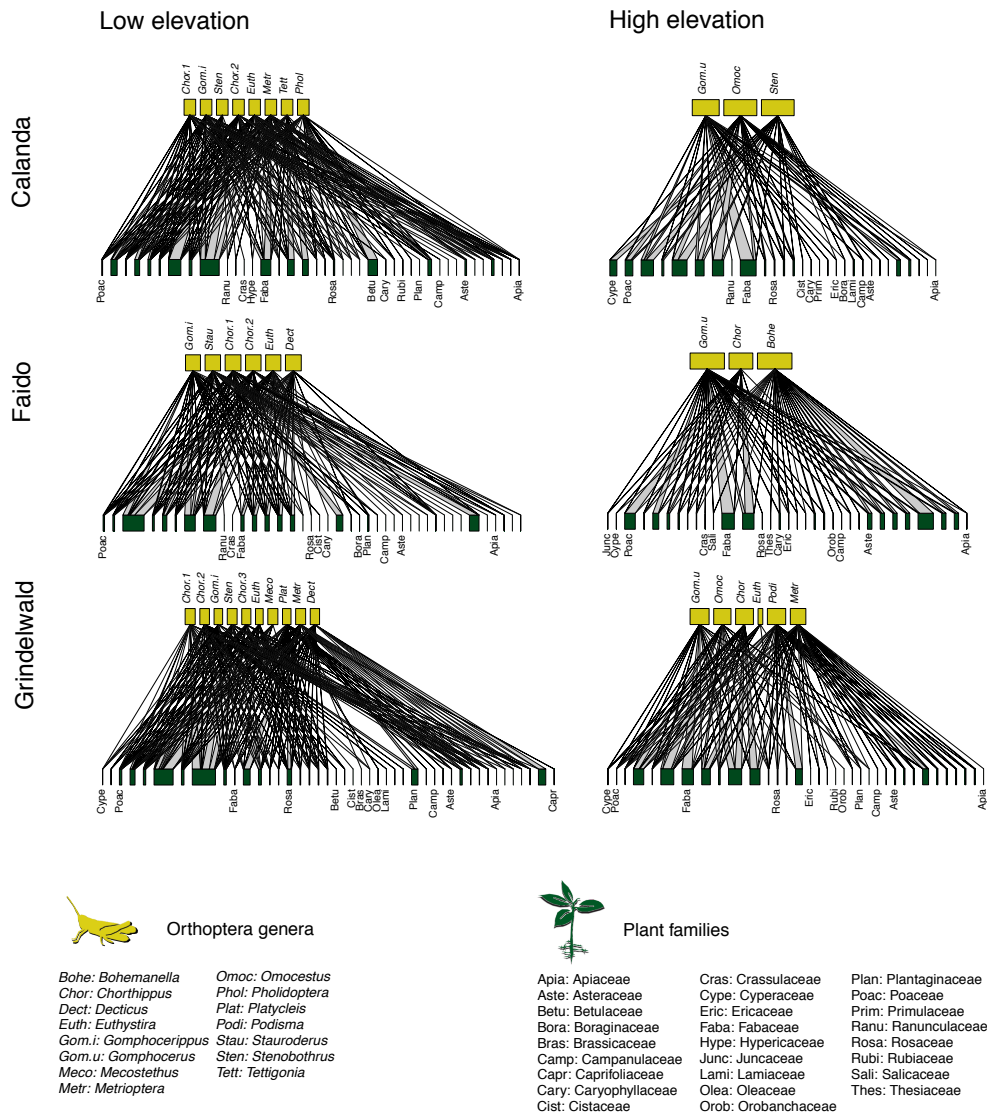 Low elevation
High elevation
Calanda
Chor.1 Gom.i Sten Chor.2 Euth Metr Tett Phol
Gom.u Omoc Sten
Poac Ranu Cras Hype Faba Rosa Betu Cary Rubi Plan Camp Aste Apia
Cype Poac Ranu Faba Rosa Cist Cary Prim Eric Bora Lami Camp Aste Apia
Faido
Gom.i Stau Chor.1 Chor.2 Euth Dect
Gom.u Chor Bohe
Poac Ranu Cras Faba Rosa Cist Cary Bora Plan Camp Aste Apia
Junc Cype Poac Cras Sali Faba Rosa Thes Cary Eric Orob Camp Aste Apia
Grindelwald
Chor.1 Chor.2 Gom.i Sten Chor.3 Euth Meco Plat Metr Dect
Gom.u Omoc Chor Euth Podi Metr
Cype Poac Faba Rosa Betu Cist Bras Cary Olea Lami Plan Camp Aste Apia Capr
Cype Poac Faba Rosa Eric Rubi Orob Plan Camp Aste Apia
Orthoptera genera
Bohe: Bohemanella
Chor: Chorthippus
Dect: Decticus
Euth: Euthystira
Gom.i: Gomphocerippus
Gom.u: Gomphocerus
Meco: Mecostethus
Metr: Metrioptera
Omoc: Omocestus
Phol: Pholidoptera
Plat: Platycleis
Podi: Podisma
Stau: Stauroderus
Sten: Stenobothrus
Tett: Tettigonia
Plant families
Apia: Apiaceae
Aste: Asteraceae
Betu: Betulaceae
Bora: Boraginaceae
Bras: Brassicaceae
Camp: Campanulaceae
Capr: Caprifoliaceae
Cary: Caryophyllaceae
Cist: Cistaceae
Cras: Crassulaceae
Cype: Cyperaceae
Eric: Ericaceae
Faba: Fabaceae
Hype: Hypericaceae
Junc: Juncaceae
Lami: Lamiaceae
Olea: Oleaceae
Orob: Orobanchaceae
Plan: Plantaginaceae
Poac: Poaceae
Prim: Primulaceae
Ranu: Ranunculaceae
Rosa: Rosaceae
Rubi: Rubiaceae
Sali: Salicaceae
Thes: Thesiaceae